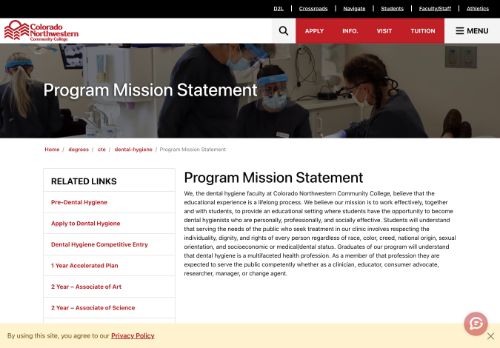 D2L Crossroads Navigate Students Faculty/Staff Athletics
Colorado
Northwestern
Community College
APPLY INFO. VISIT TUITION MENU
Program Mission Statement
Home / degrees / cte / dental-hygiene / Program Mission Statement
RELATED LINKS
Pre-Dental Hygiene
Apply to Dental Hygiene
Dental Hygiene Competitive Entry
1 Year Accelerated Plan
2 Year – Associate of Art
2 Year – Associate of Science
Program Mission Statement
We, the dental hygiene faculty at Colorado Northwestern Community College, believe that the
educational experience is a lifelong process. We believe our mission is to work effectively, together
and with students, to provide an educational setting where students have the opportunity to become
dental hygienists who are personally, professionally, and socially effective. Students will understand
that serving the needs of the public who seek treatment in our clinic involves respecting the
individuality, dignity, and rights of every person regardless of race, color, creed, national origin, sexual
orientation, and socioeconomic or medical/dental status. Graduates of our program will understand
that dental hygiene is a multifaceted health profession. As a member of that profession they are
expected to serve the public competently whether as a clinician, educator, consumer advocate,
researcher, manager, or change agent.
By using this site, you agree to our Privacy Policy